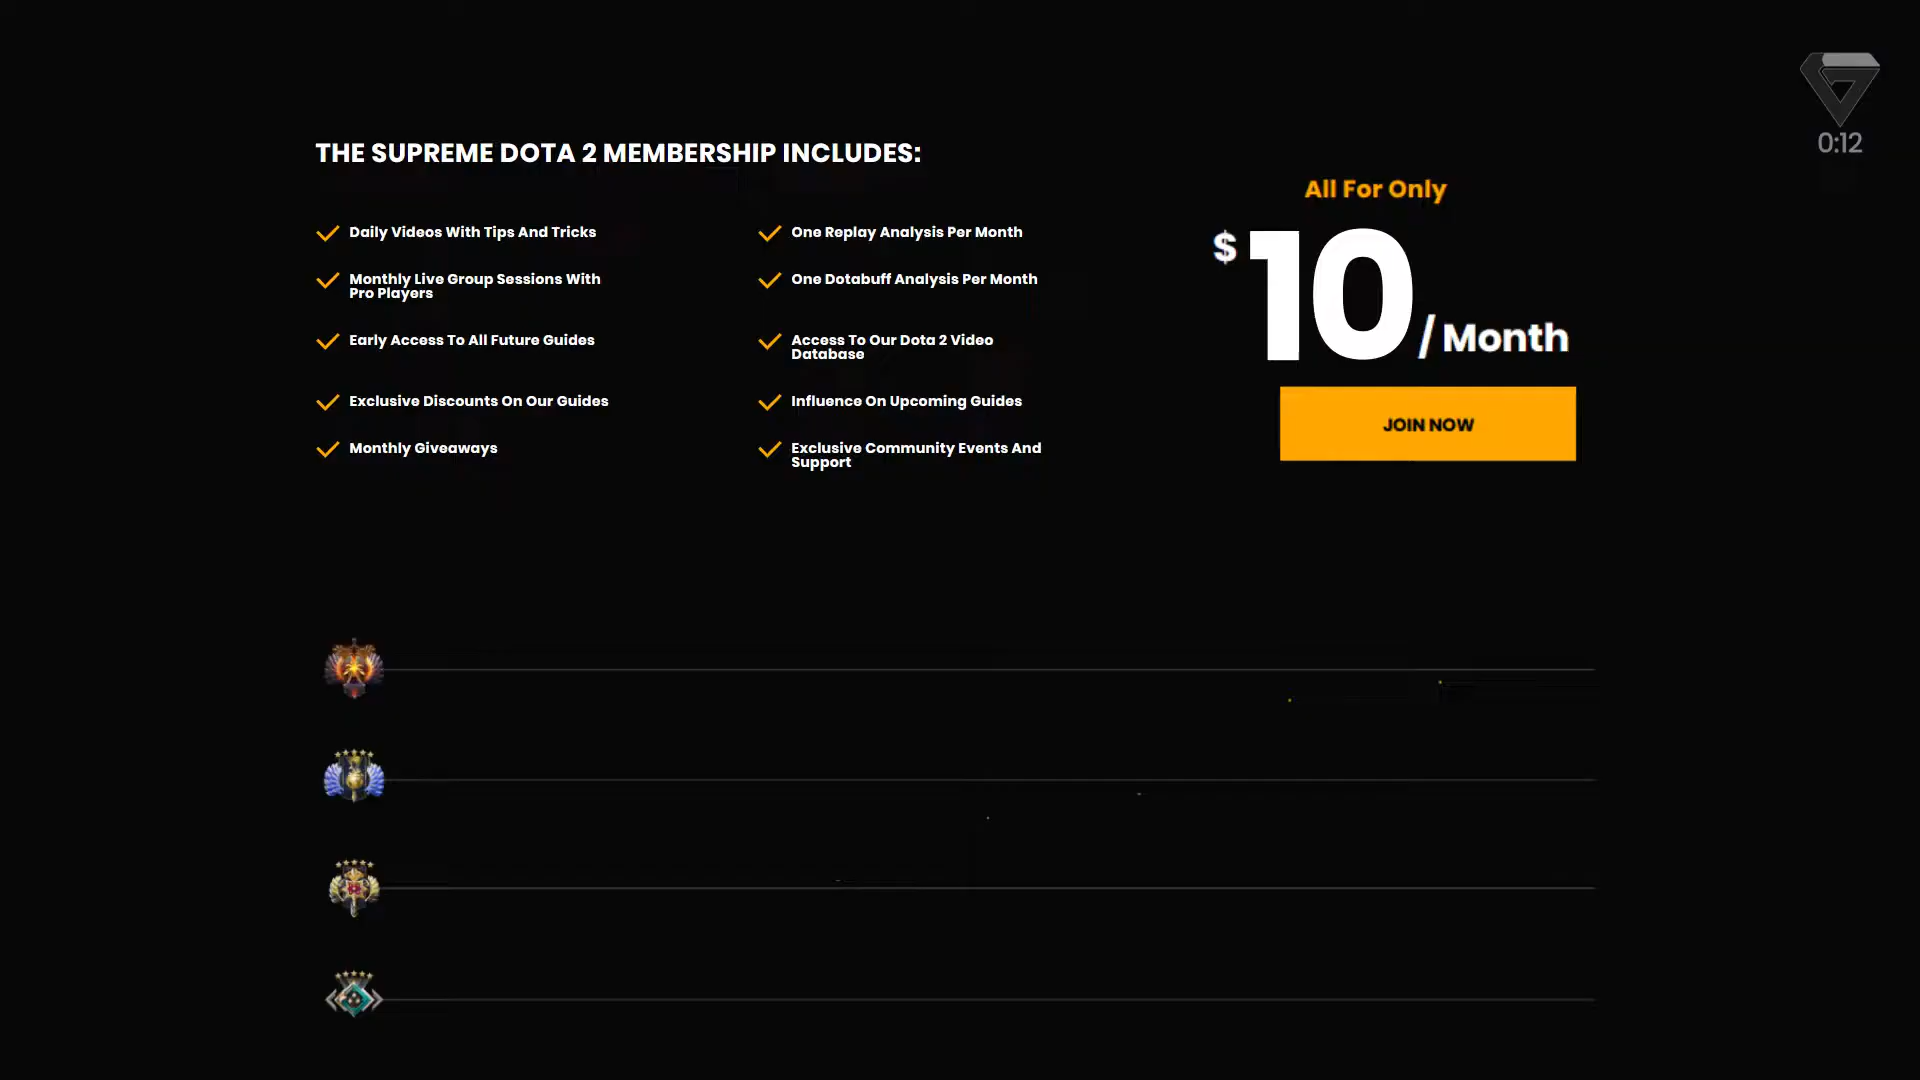 0:12
THE SUPREME DOTA 2 MEMBERSHIP INCLUDES:
Daily Videos With Tips And Tricks
Monthly Live Group Sessions With
Pro Players
Early Access To All Future Guides
Exclusive Discounts On Our Guides
Monthly Giveaways
One Replay Analysis Per Month
One Dotabuff Analysis Per Month
Access To Our Dota 2 Video
Database
Influence On Upcoming Guides
Exclusive Community Events And
Support
All For Only
$10/Month
JOIN NOW